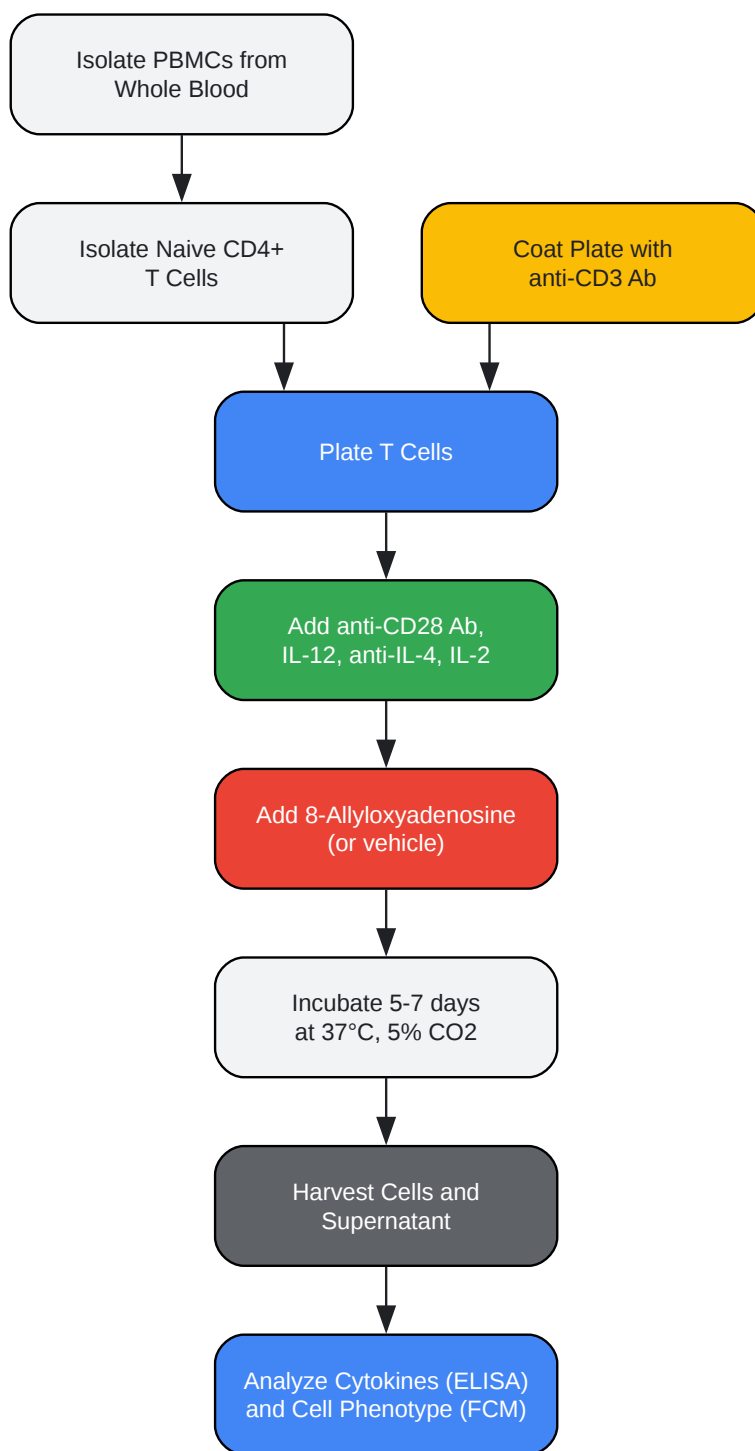 Isolate PBMCs from
Whole Blood
Isolate Naive CD4+
T Cells
Coat Plate with
anti-CD3 Ab
Plate T Cells
Add anti-CD28 Ab,
IL-12, anti-IL-4, IL-2
Add 8-Allyloxyadenosine
(or vehicle)
Incubate 5-7 days
at 37°C, 5% CO2
Harvest Cells and
Supernatant
Analyze Cytokines (ELISA)
and Cell Phenotype (FCM)